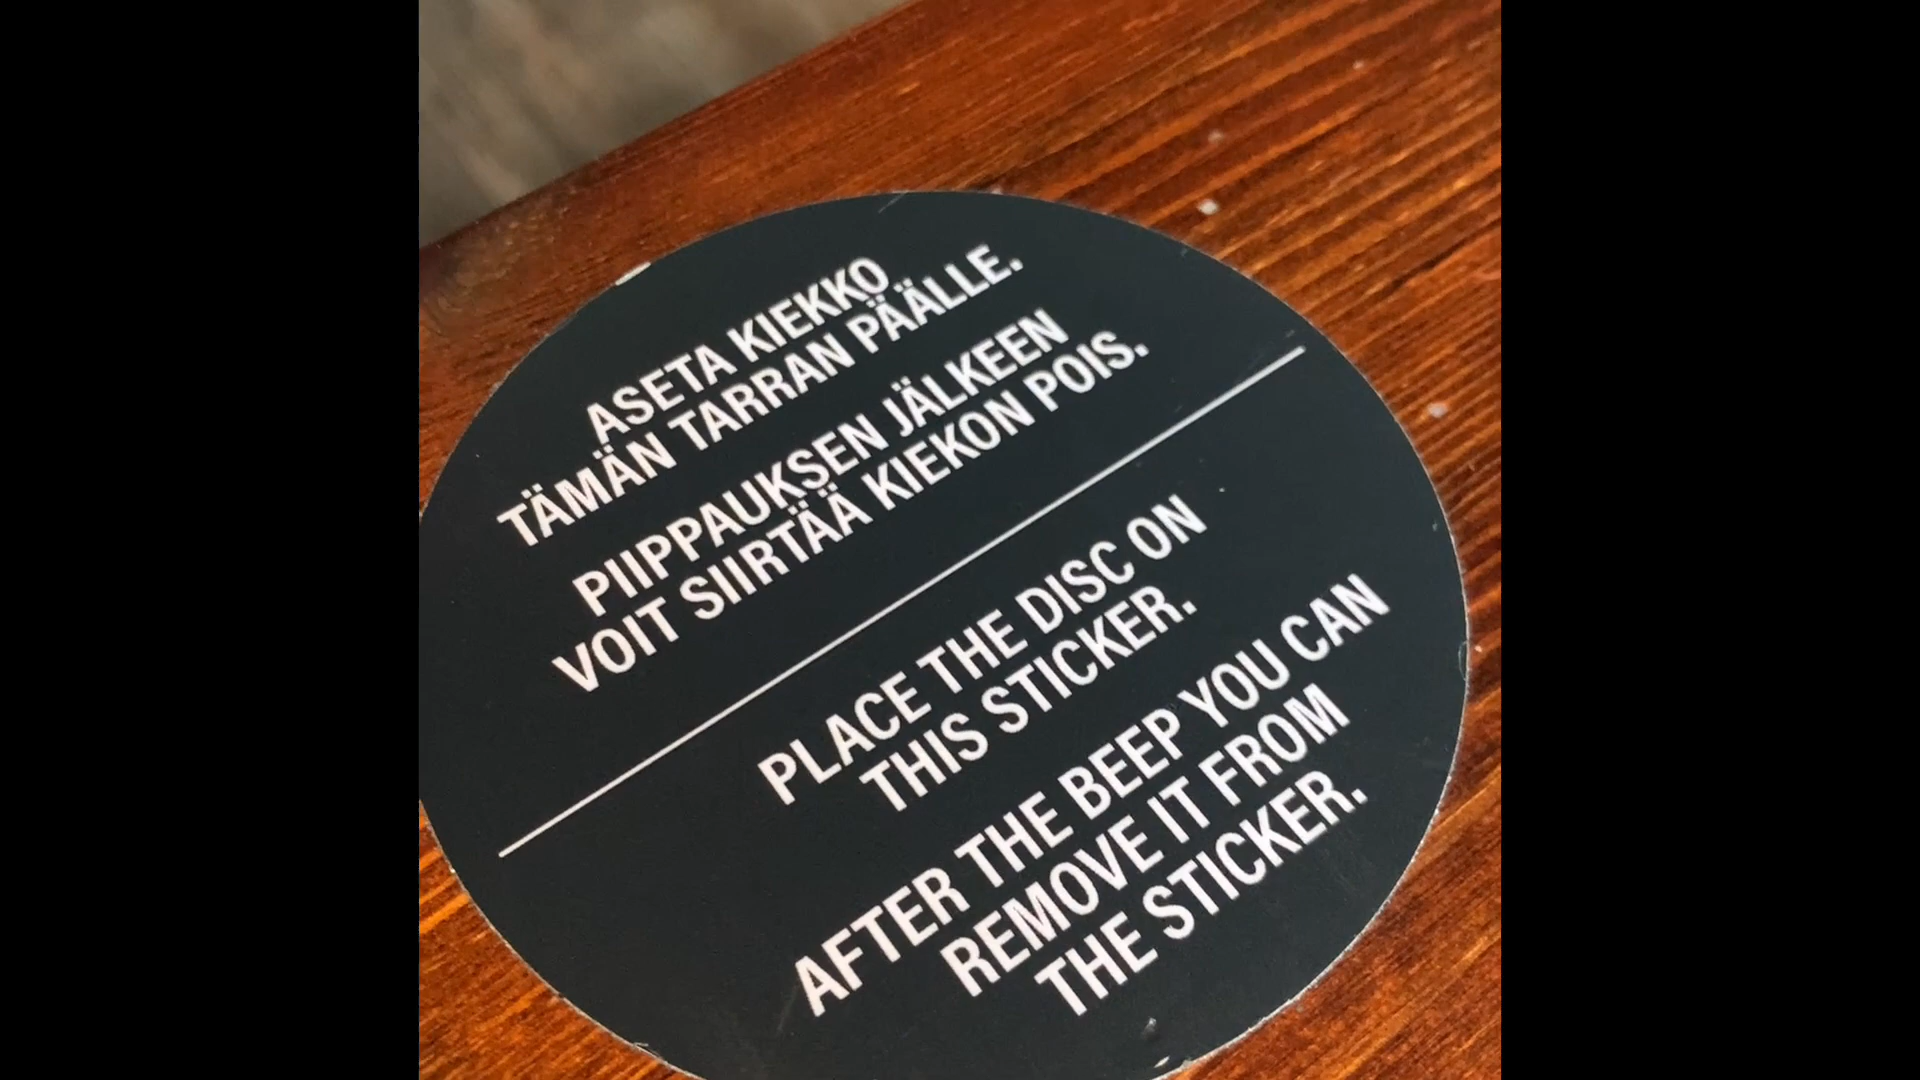 ASETA KIEKKO
TÄMÄN TARRAN PÄÄLLE.
PIIPPAUKSEN JÄLKEEN
VOIT SIIRTÄÄ KIEKON POIS.
PLACE THE DISC ON
THIS STICKER.
AFTER THE BEEP YOU CAN
REMOVE IT FROM
THE STICKER.